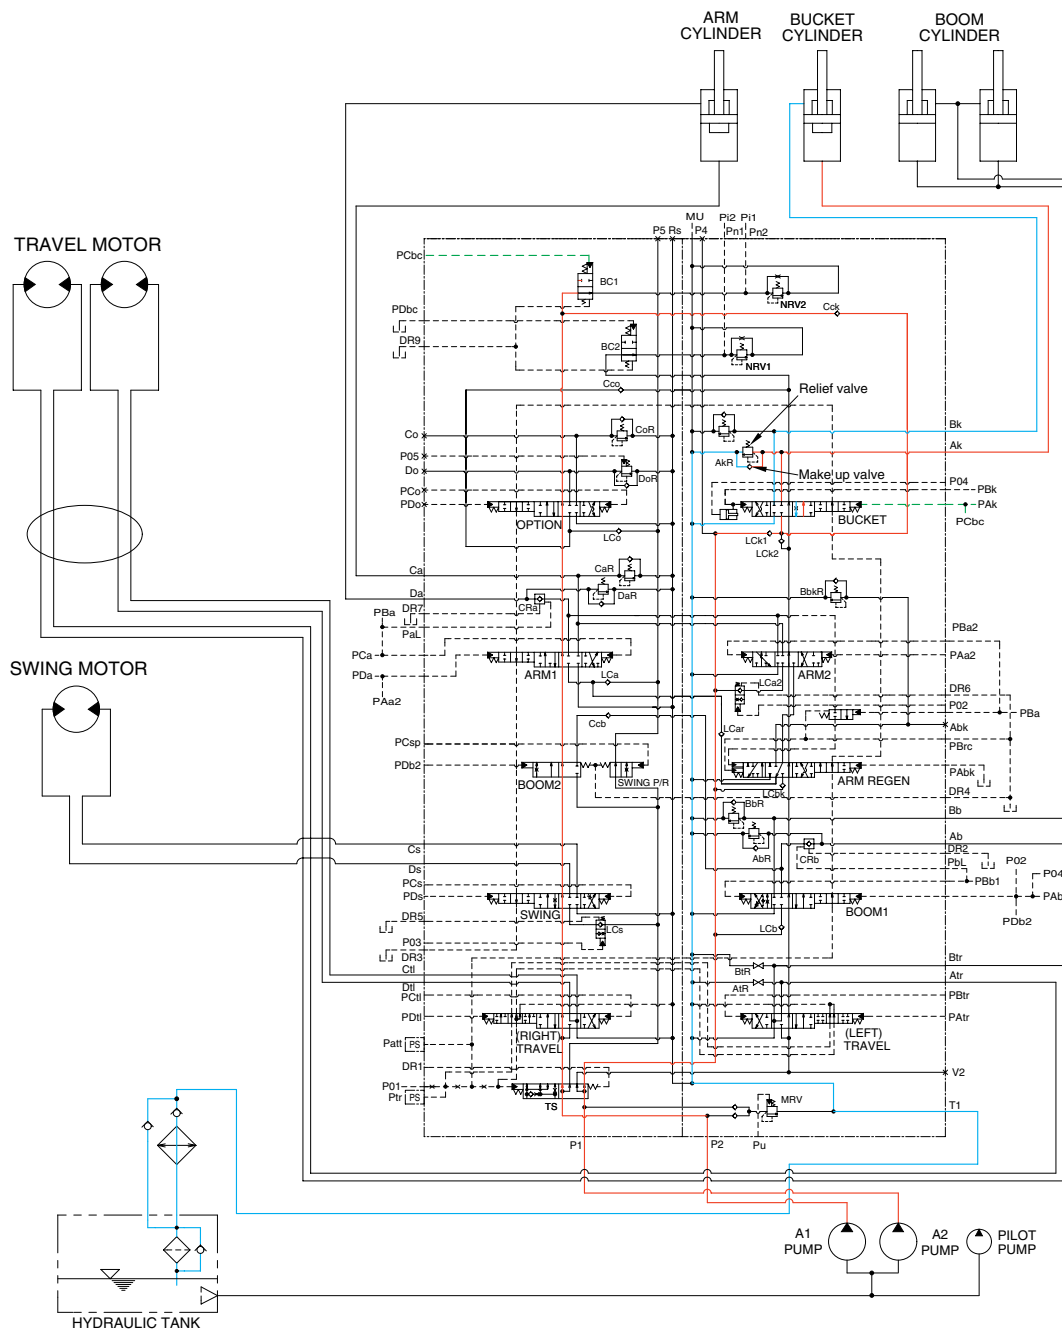 ARM
CYLINDER
BUCKET
CYLINDER
BOOM
CYLINDER
TRAVEL MOTOR
SWING MOTOR
MU
Pi2
Pi1
P5
Rs
P4
Pn1
Pn2
PCbc
BC1
NRV2
Cck
PDbc
DR9
BC2
NRV1
Cco
Relief valve
Co
CoR
Bk
Ak
P05
Do
DoR
AkR
Make up valve
P04
PCo
PBk
PDo
PAk
OPTION
BUCKET
PCbc
LCo
LCk1
LCk2
Ca
CaR
DaR
BbkR
Da
DR7
CRa
PBa
PaL
PBa2
PCa
PAa2
PDa
ARM1
ARM2
PAa2
LCa
LCa2
DR6
P02
PBa
Ccb
LCar
Abk
PCsp
PBrc
PDb2
PAbk
BOOM2
SWING P/R
ARM REGEN
LCbk
DR4
BbR
Bb
AbR
CRb
Ab
Cs
DR2
Ds
PbL
P02
PCs
PBb1
P04
PDs
PAb
SWING
BOOM1
PDb2
DR5
LCs
LCb
P03
DR3
Btr
Ctl
BtR
Atr
Dtl
AtR
PCtl
PBtr
PDtl
PAtr
(RIGHT)
TRAVEL
(LEFT)
TRAVEL
Patt
PS
DR1
V2
P01
Ptr
PS
TS
MRV
T1
P1
P2
Pu
A1
PUMP
A2
PUMP
PILOT
PUMP
HYDRAULIC TANK